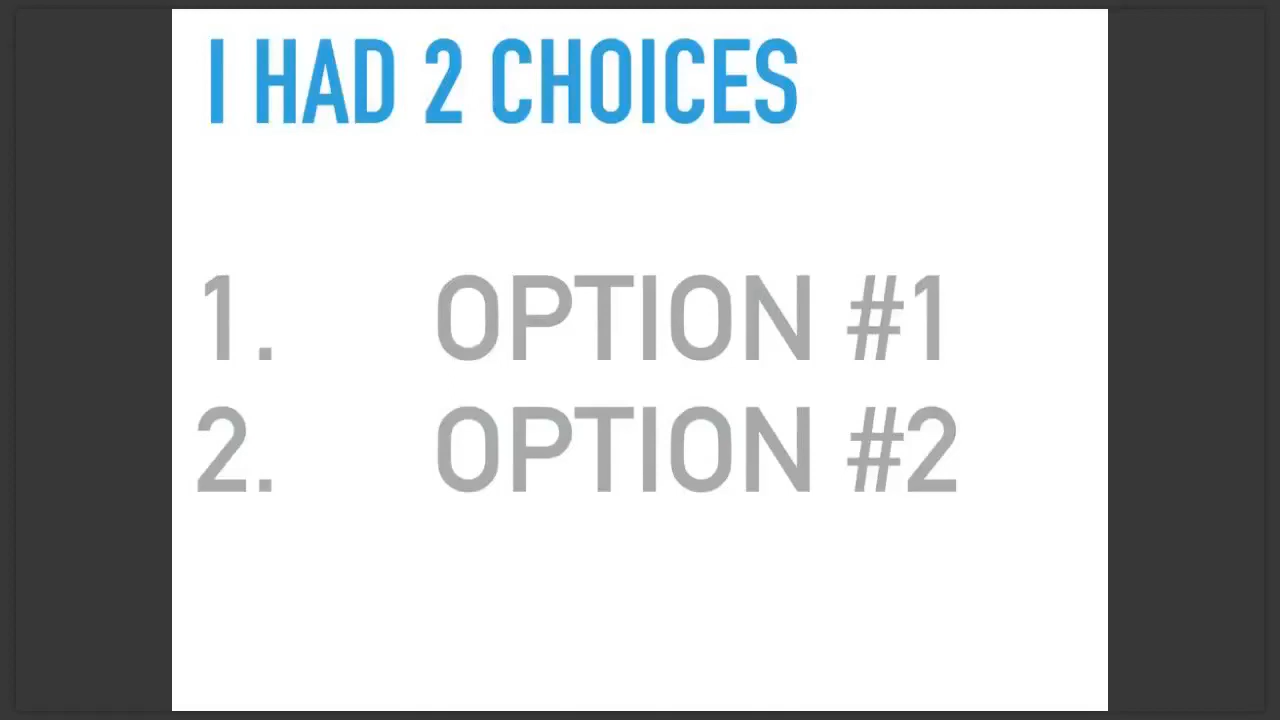 I HAD 2 CHOICES
1. OPTION #1
2. OPTION #2